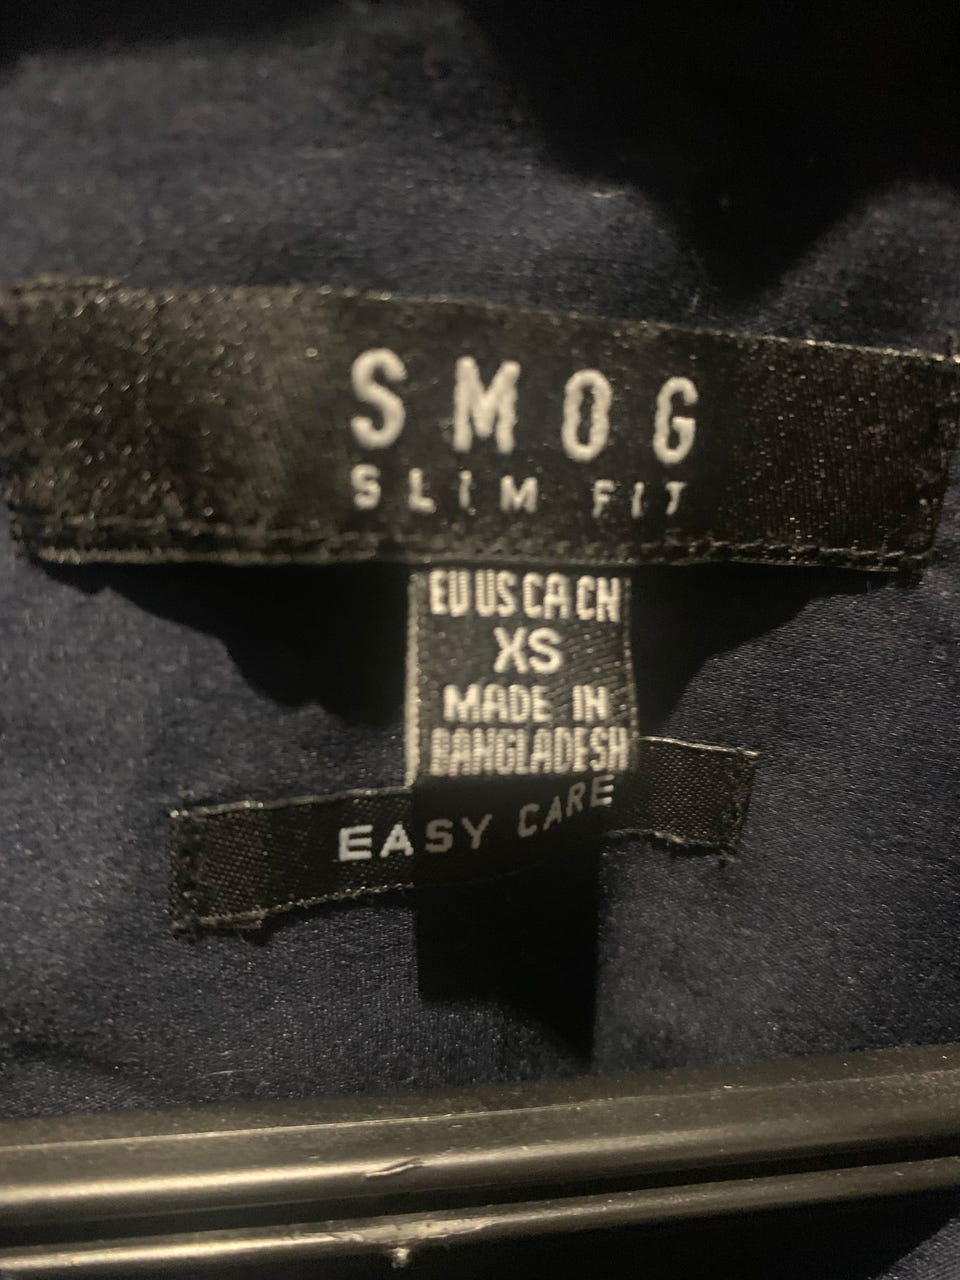 SMOG
SLIM FIT
EU US CA CN
XS
MADE IN
BANGLADESH
EASY CARE